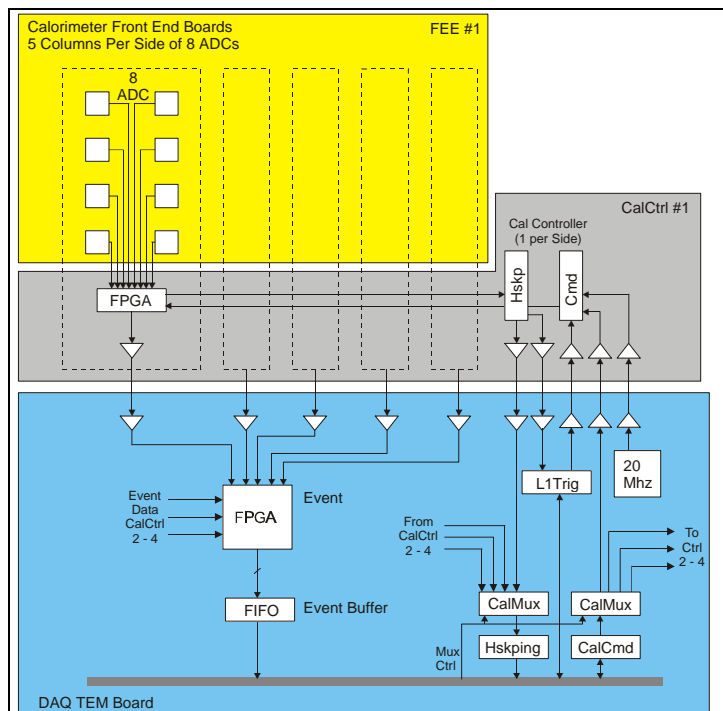 Calorimeter Front End Boards
5 Columns Per Side of 8 ADCs
FEE #1
8
ADC
CalCtrl #1
Cal Controller
(1 per Side)
Hskp
Cmd
FPGA
20
Mhz
L1Trig
Event
Data
CalCtrl
2 - 4
FPGA
Event
From
CalCtrl
2 - 4
To
Ctrl
2 - 4
FIFO
Event Buffer
CalMux
CalMux
Mux
Ctrl
Hskping
CalCmd
DAQ TEM Board